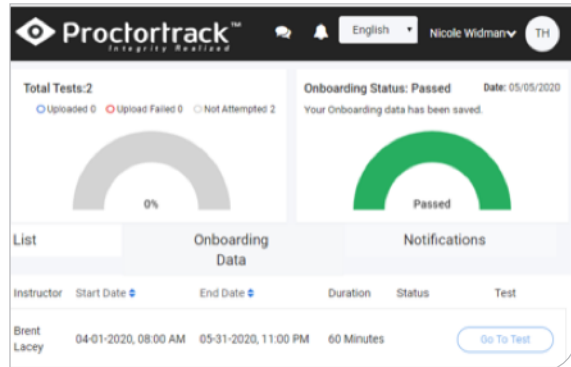 Proctortrack™
Integrity Realized
English
Nicole Widman
TH
Total Tests:2
Uploaded 0 Upload Failed 0 Not Attempted 2
0%
Onboarding Status: Passed Date: 05/05/2020
Your Onboarding data has been saved.
Passed
List Onboarding Data Notifications
Instructor Start Date End Date Duration Status Test
Brent Lacey 04-01-2020, 08:00 AM 05-31-2020, 11:00 PM 60 Minutes Go To Test